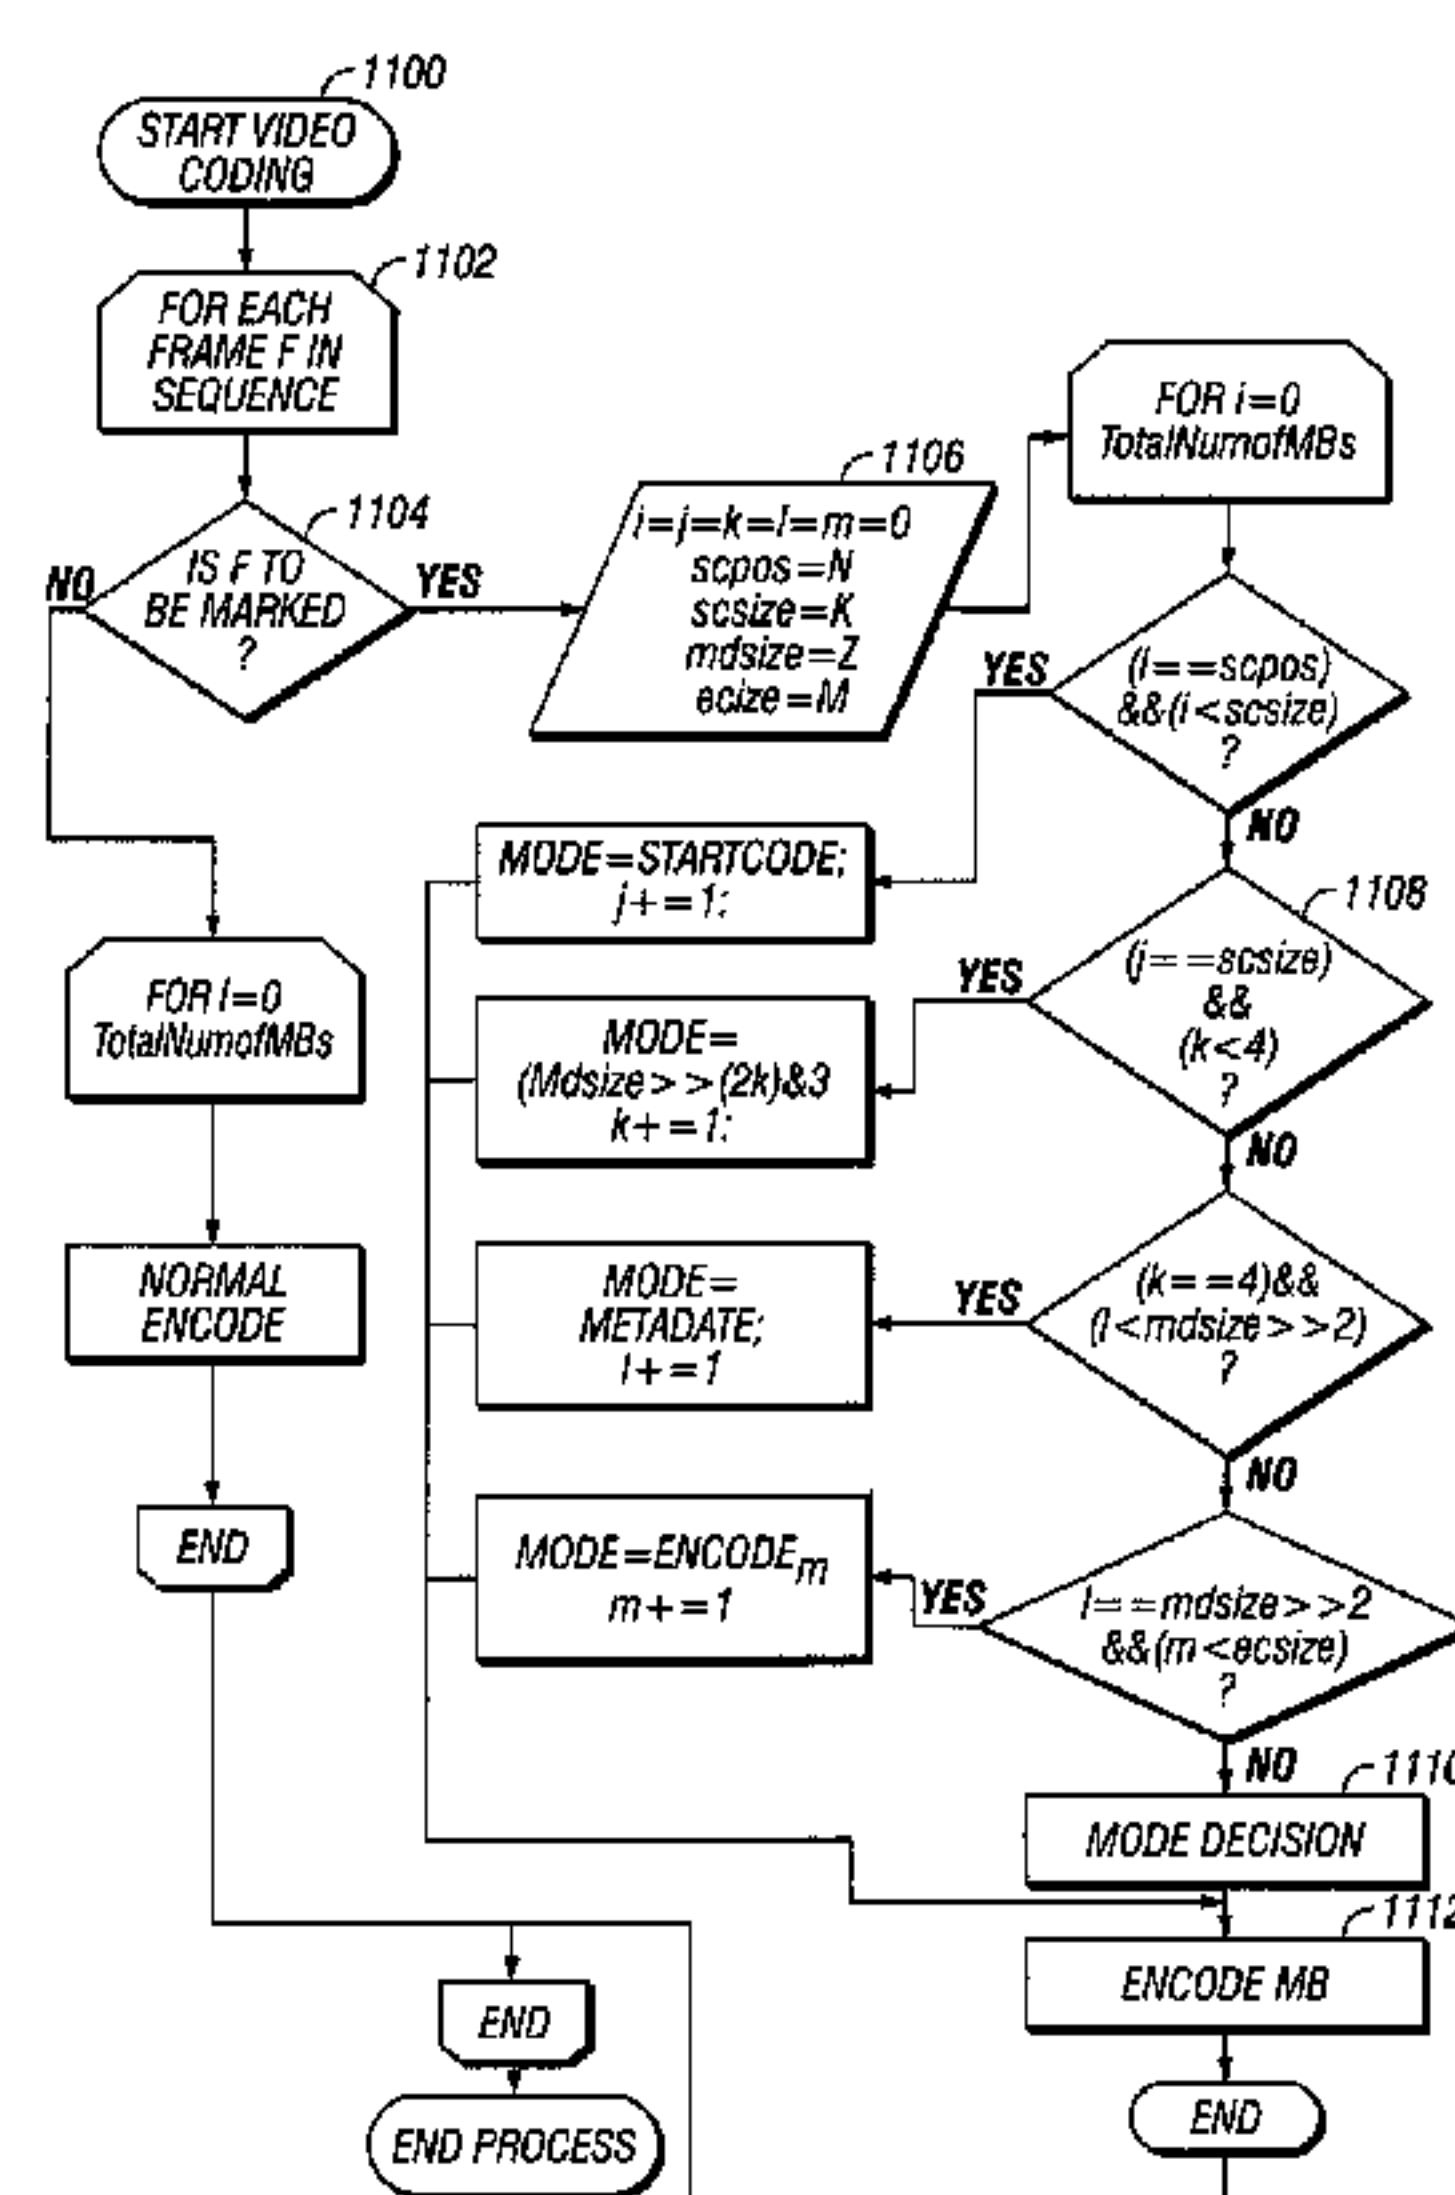 1100
START VIDEO
CODING
1102
FOR EACH
FRAME F IN
SEQUENCE
1104
IS F TO
BE MARKED
?
NO
YES
1106
i=j=k=l=m=0
scpos=N
scsize=K
mdsize=Z
ecize=M
FOR i=0
TotalNumofMBs
(i==scpos)
&&(i<scsize)
?
YES
NO
MODE=STARTCODE;
j+=1;
1108
(j==scsize)
&&
(k<4)
?
YES
NO
MODE=
(Mdsize>>(2k)&3
k+=1;
FOR I=0
TotalNumofMBs
NORMAL
ENCODE
END
(k==4)&&
(l<mdsize>>2)
?
YES
NO
MODE=
METADATE;
l+=1
l==mdsize>>2
&&(m<ecsize)
?
YES
NO
MODE=ENCODEm
m+=1
1110
MODE DECISION
1112
ENCODE MB
END
END
END PROCESS